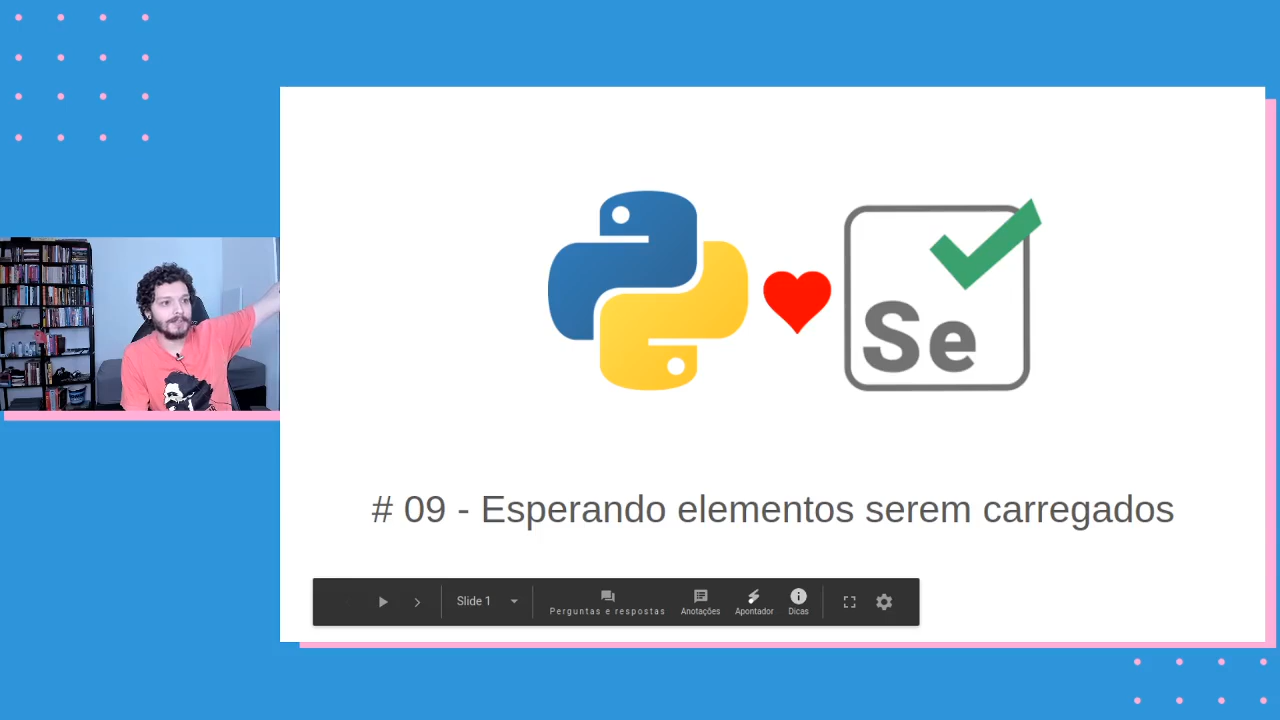 Se
# 09 - Esperando elementos serem carregados
Slide 1
Perguntas e respostas
Anotações
Apontador
Dicas